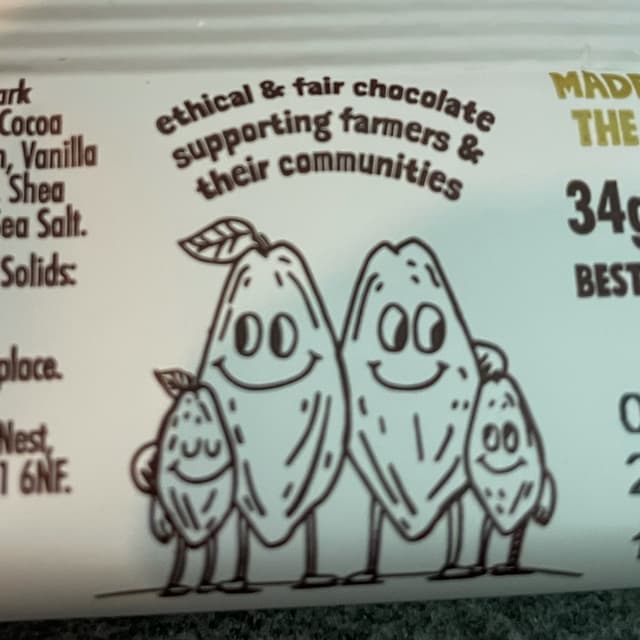 ark
Cocoa
, Vanilla
Shea
ea Salt.
Solids:
place.
Nest,
1 6NF.
ethical & fair chocolate
supporting farmers &
their communities
MADE
THE
34g
BEST